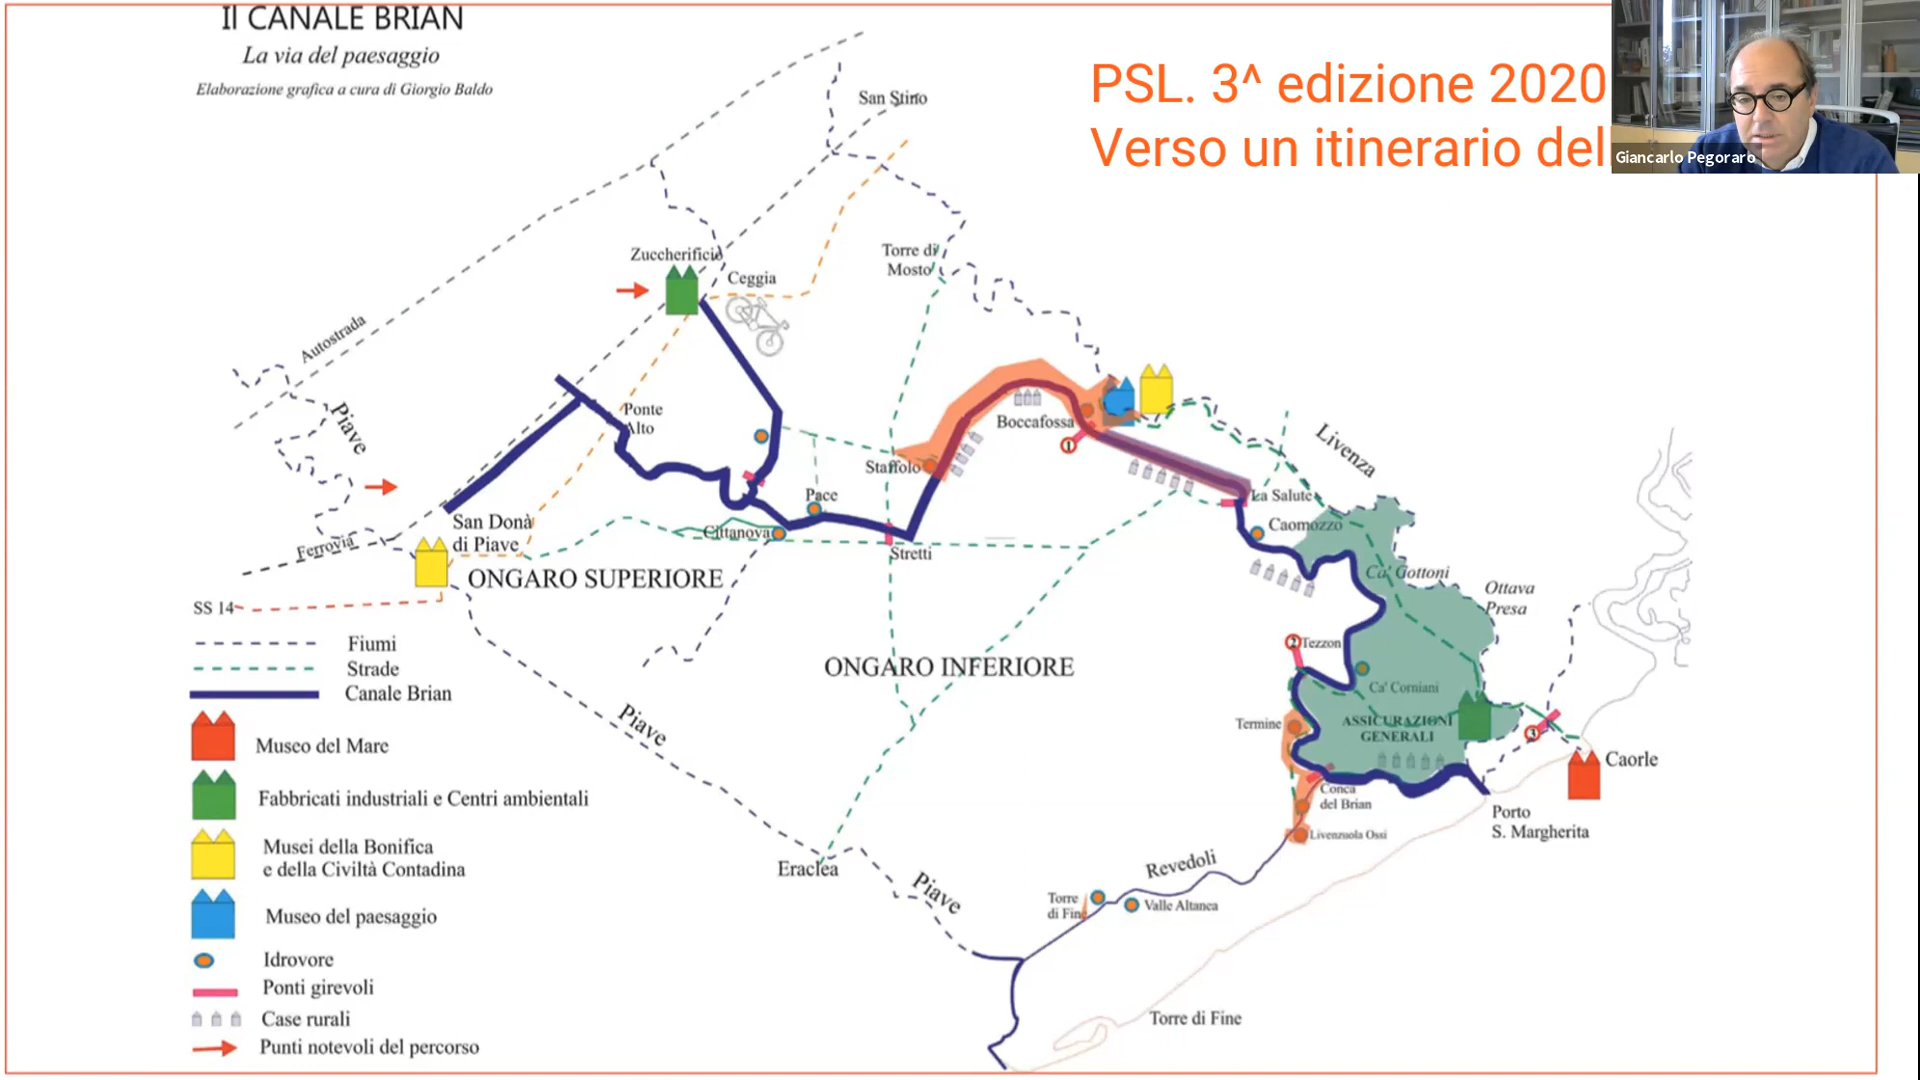 Il CANALE BRIAN
La via del paesaggio
Elaborazione grafica a cura di Giorgio Baldo
PSL. 3^ edizione 2020
Verso un itinerario del
Giancarlo Pegoraro
San Stino
Zuccherificio
Ceggia
Torre di
Mosto
Autostrada
Piave
Ponte
Alto
Boccafossa
1
Livenza
Staffolo
Pace
La Salute
San Donà
di Piave
Cittanova
Stretti
Caomozzo
Ferrovia
ONGARO SUPERIORE
Ca' Gottoni
Ottava
Presa
SS 14
Fiumi
Strade
Canale Brian
ONGARO INFERIORE
2
Tezzon
Ca' Corniani
Piave
Termine
ASSICURAZIONI
GENERALI
3
Museo del Mare
Caorle
Fabbricati industriali e Centri ambientali
Conca
del Brian
Porto
S. Margherita
Livenzuola Ossi
Musei della Bonifica
e della Civiltà Contadina
Eraclea
Piave
Revedoli
Torre
di Fine
Valle Altanea
Museo del paesaggio
Idrovore
Ponti girevoli
Case rurali
Torre di Fine
Punti notevoli del percorso